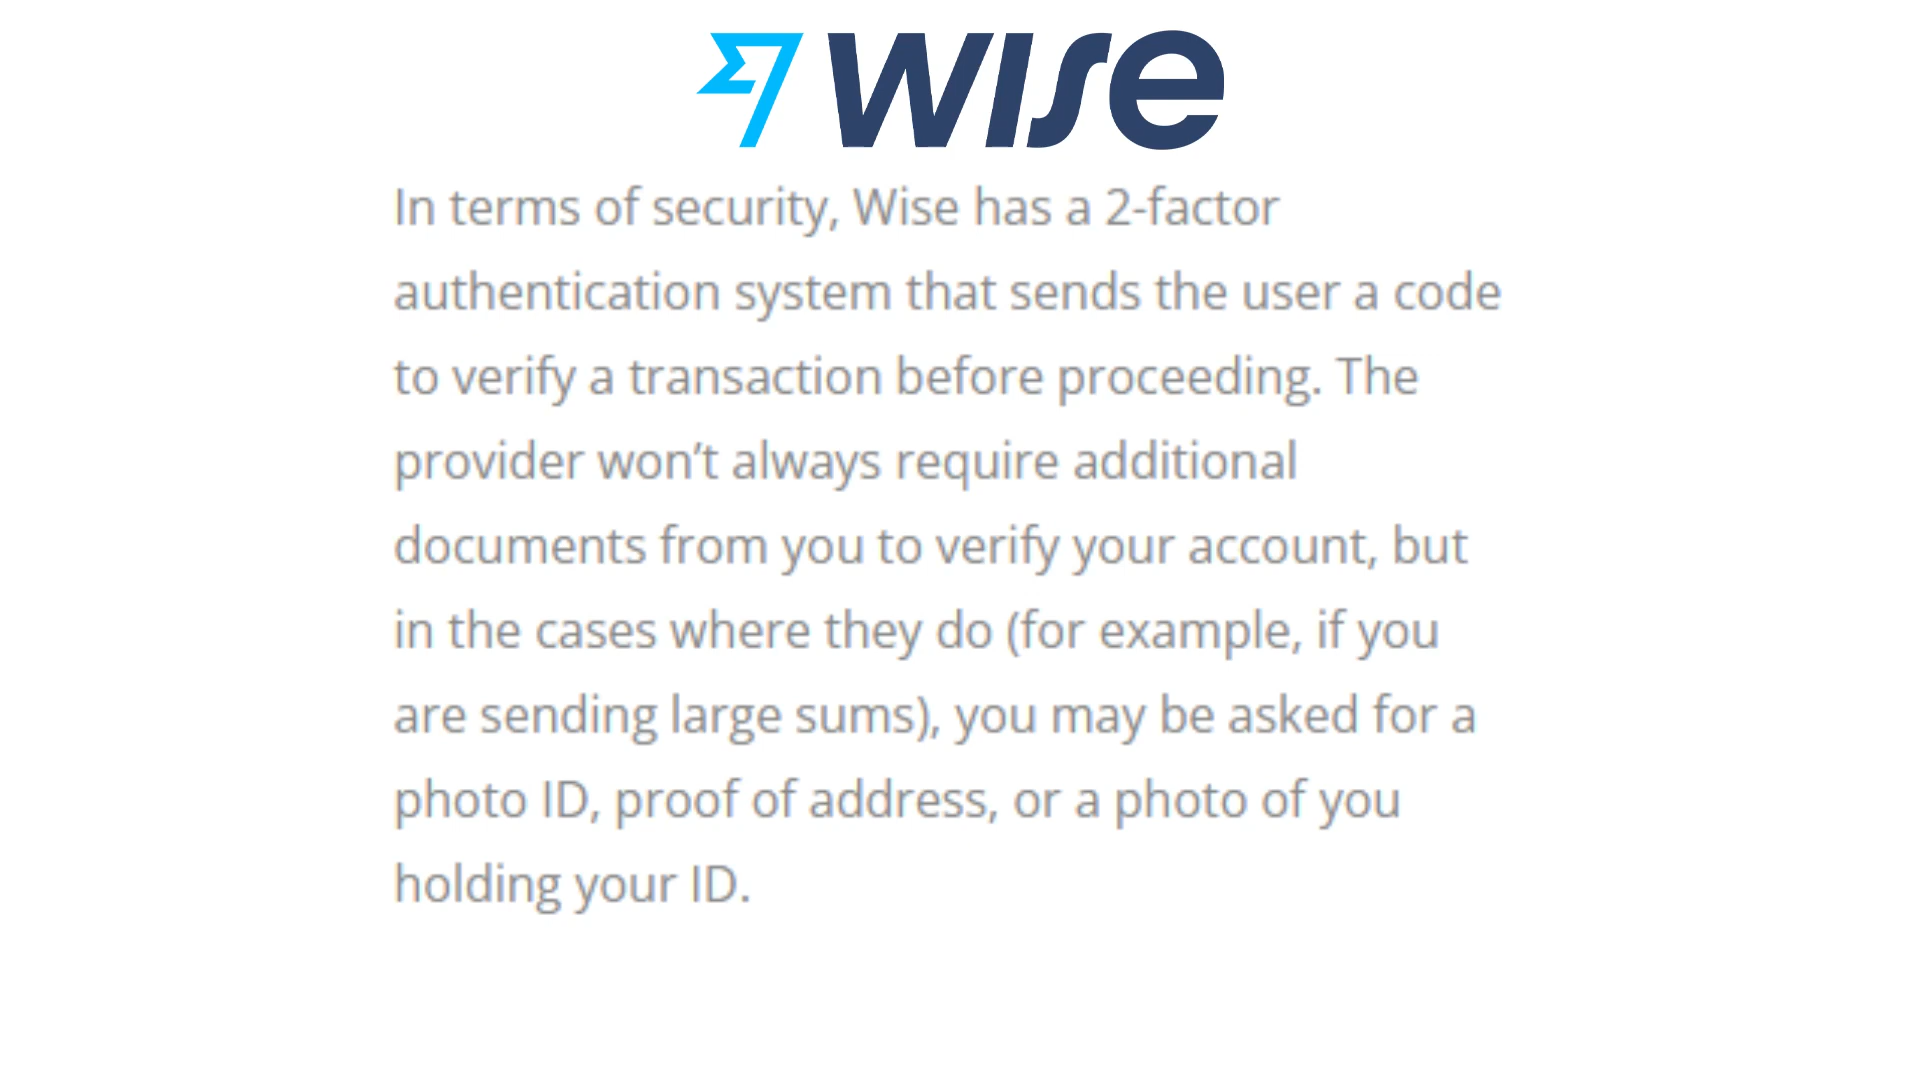 wise
In terms of security, Wise has a 2-factor
authentication system that sends the user a code
to verify a transaction before proceeding. The
provider won’t always require additional
documents from you to verify your account, but
in the cases where they do (for example, if you
are sending large sums), you may be asked for a
photo ID, proof of address, or a photo of you
holding your ID.